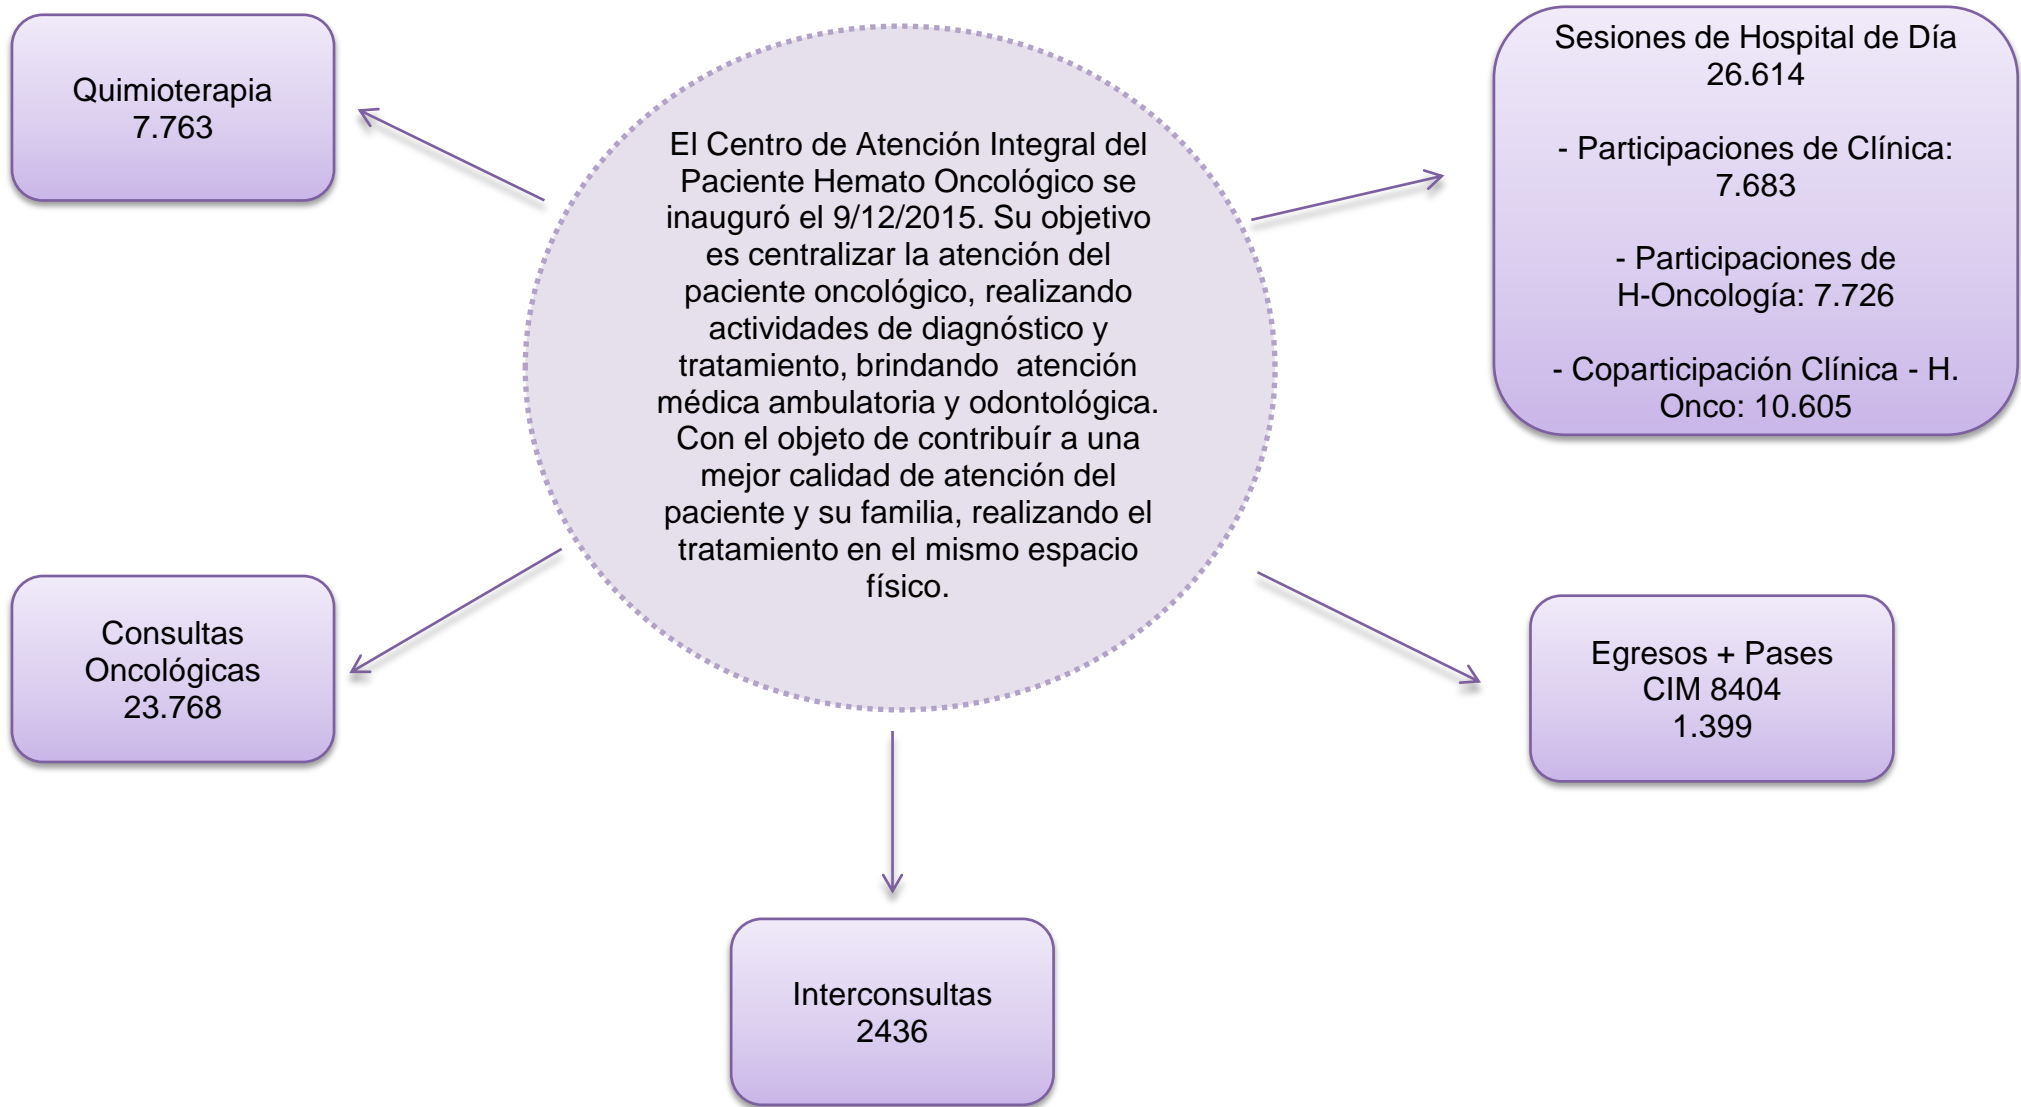 Quimioterapia
7.763
El Centro de Atención Integral del
Paciente Hemato Oncológico se
inauguró el 9/12/2015. Su objetivo
es centralizar la atención del
paciente oncológico, realizando
actividades de diagnóstico y
tratamiento, brindando  atención
médica ambulatoria y odontológica.
Con el objeto de contribuír a una
mejor calidad de atención del
paciente y su familia, realizando el
tratamiento en el mismo espacio
físico.
Sesiones de Hospital de Día
26.614
- Participaciones de Clínica:
7.683
- Participaciones de
H-Oncología: 7.726
- Coparticipación Clínica - H.
Onco: 10.605
Consultas
Oncológicas
23.768
Egresos + Pases
CIM 8404
1.399
Interconsultas
2436